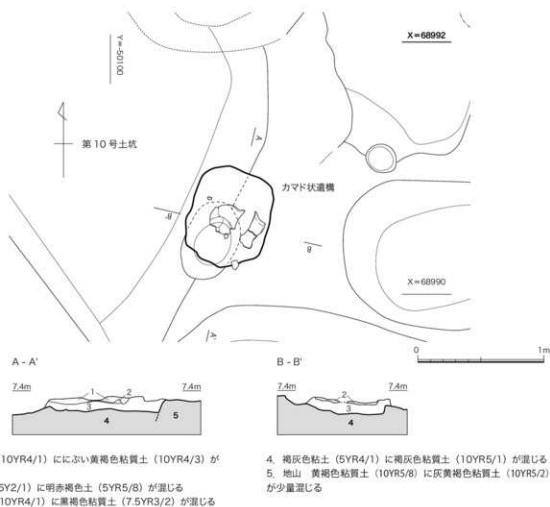 X=68992
Y=-50100
第10号土坑
A
カマド状遺構
B'
B
X=68990
A'
0 1m
A - A'
B - B'
7.4m 1 2 7.4m
3
4 5
7.4m 2 7.4m
3
4
10YR4/1）ににぶい黄褐色粘質土（10YR4/3）が
5Y2/1）に明赤褐色土（5YR5/8）が混じる
10YR4/1）に黒褐色粘質土（7.5YR3/2）が混じる
4．褐灰色粘土（5YR4/1）に褐灰色粘質土（10YR5/1）が混じる
5．地山　黄褐色粘質土（10YR5/8）に灰黄褐色粘質土（10YR5/2）
が少量混じる